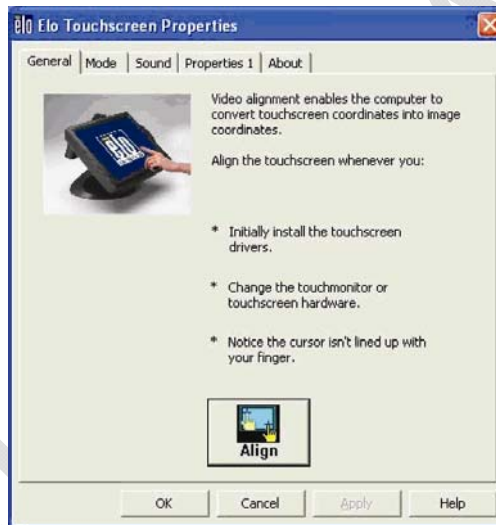 elo Elo Touchscreen Properties
General Mode Sound Properties 1 About
Video alignment enables the computer to
convert touchscreen coordinates into image
coordinates.
Align the touchscreen whenever you:
* Initially install the touchscreen
drivers.
* Change the touchmonitor or
touchscreen hardware.
* Notice the cursor isn't lined up with
your finger.
elo
Align
OK Cancel Apply Help